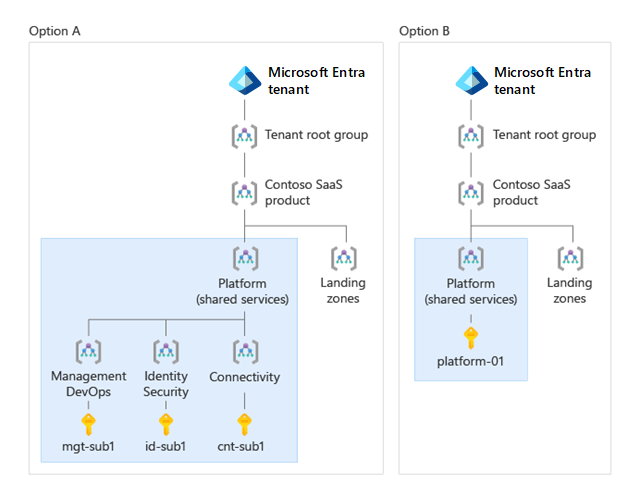 Option A
Microsoft Entra
tenant
Tenant root group
Contoso SaaS
product
Platform
(shared services)
Landing
zones
Management
DevOps
Identity
Security
Connectivity
mgt-sub1
id-sub1
cnt-sub1
Option B
Microsoft Entra
tenant
Tenant root group
Contoso SaaS
product
Platform
(shared services)
Landing
zones
platform-01